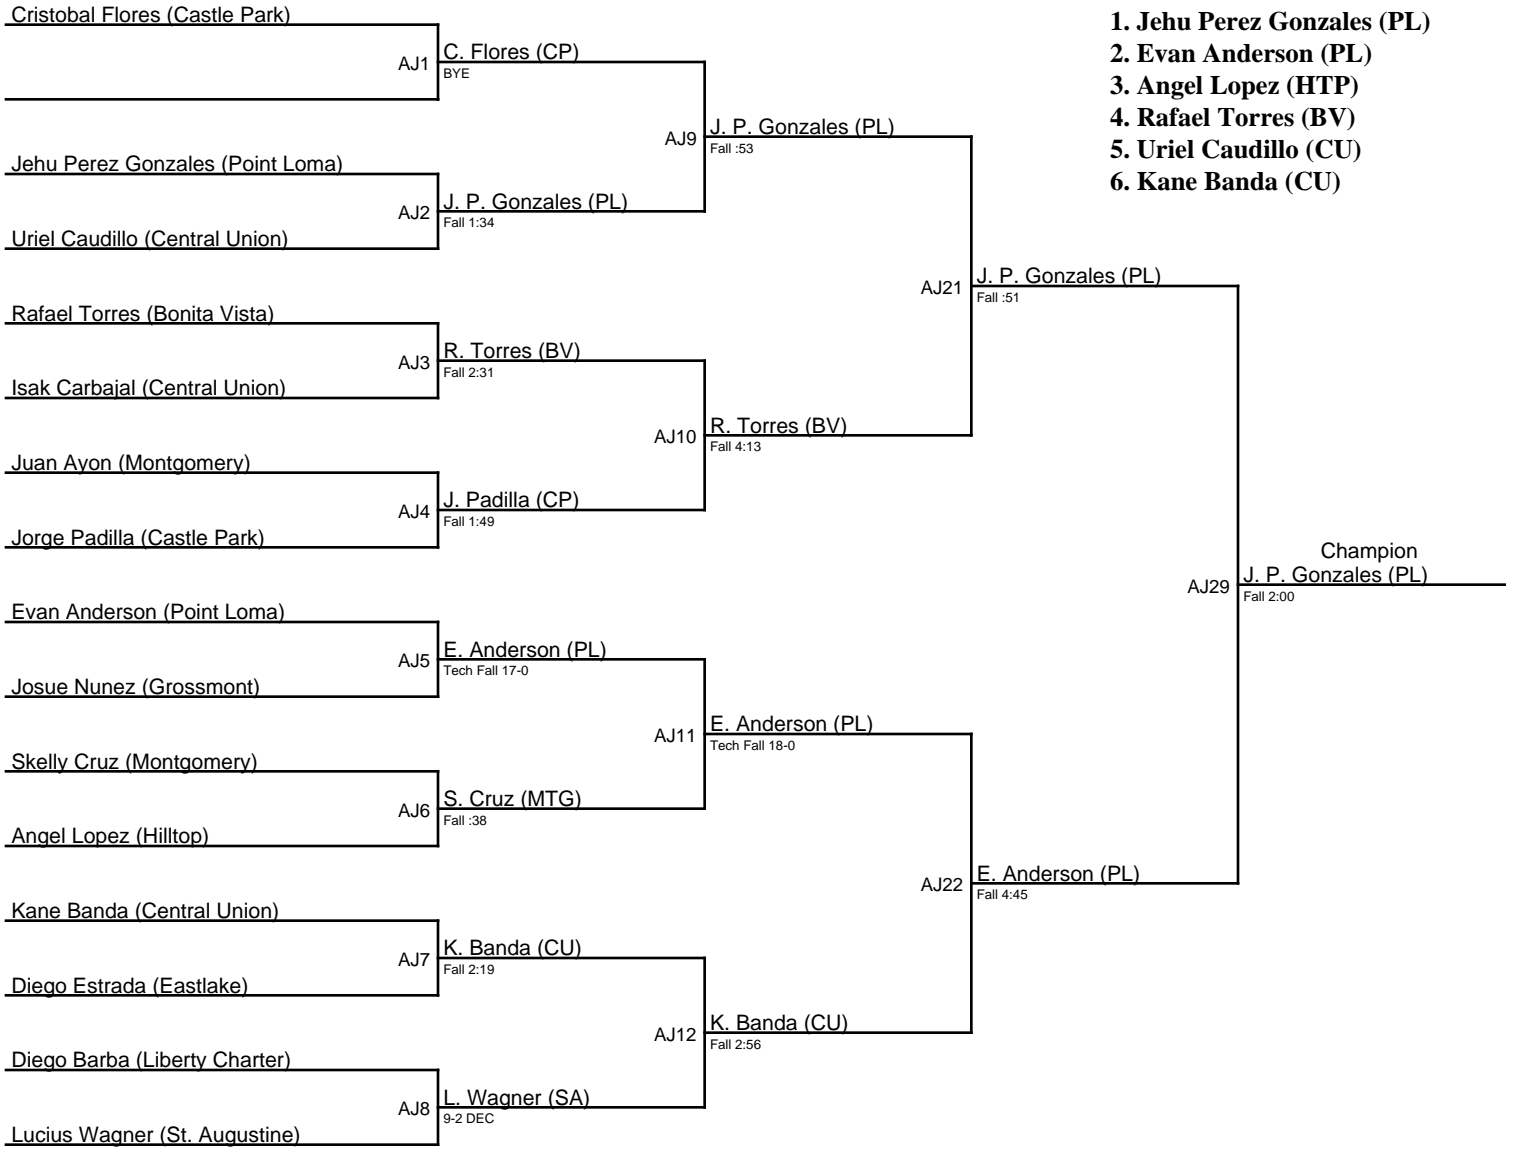 Cristobal Flores (Castle Park)
1. Jehu Perez Gonzales (PL)
2. Evan Anderson (PL)
3. Angel Lopez (HTP)
4. Rafael Torres (BV)
5. Uriel Caudillo (CU)
6. Kane Banda (CU)
AJ1
C. Flores (CP)
BYE
AJ9
J. P. Gonzales (PL)
Fall :53
Jehu Perez Gonzales (Point Loma)
AJ2
J. P. Gonzales (PL)
Fall 1:34
Uriel Caudillo (Central Union)
AJ21
J. P. Gonzales (PL)
Fall :51
Rafael Torres (Bonita Vista)
AJ3
R. Torres (BV)
Fall 2:31
Isak Carbajal (Central Union)
AJ10
R. Torres (BV)
Fall 4:13
Juan Ayon (Montgomery)
AJ4
J. Padilla (CP)
Fall 1:49
Jorge Padilla (Castle Park)
Champion
AJ29
J. P. Gonzales (PL)
Fall 2:00
Evan Anderson (Point Loma)
AJ5
E. Anderson (PL)
Tech Fall 17-0
Josue Nunez (Grossmont)
AJ11
E. Anderson (PL)
Tech Fall 18-0
Skelly Cruz (Montgomery)
AJ6
S. Cruz (MTG)
Fall :38
Angel Lopez (Hilltop)
AJ22
E. Anderson (PL)
Fall 4:45
Kane Banda (Central Union)
AJ7
K. Banda (CU)
Fall 2:19
Diego Estrada (Eastlake)
AJ12
K. Banda (CU)
Fall 2:56
Diego Barba (Liberty Charter)
AJ8
L. Wagner (SA)
9-2 DEC
Lucius Wagner (St. Augustine)